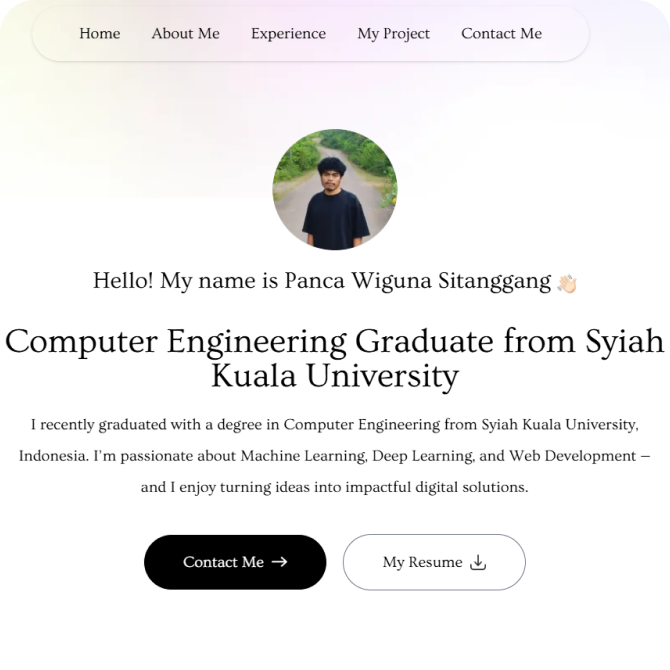 Home About Me Experience My Project Contact Me
Hello! My name is Panca Wiguna Sitanggang 👋🏻
Computer Engineering Graduate from Syiah
Kuala University
I recently graduated with a degree in Computer Engineering from Syiah Kuala University,
Indonesia. I'm passionate about Machine Learning, Deep Learning, and Web Development —
and I enjoy turning ideas into impactful digital solutions.
Contact Me → My Resume